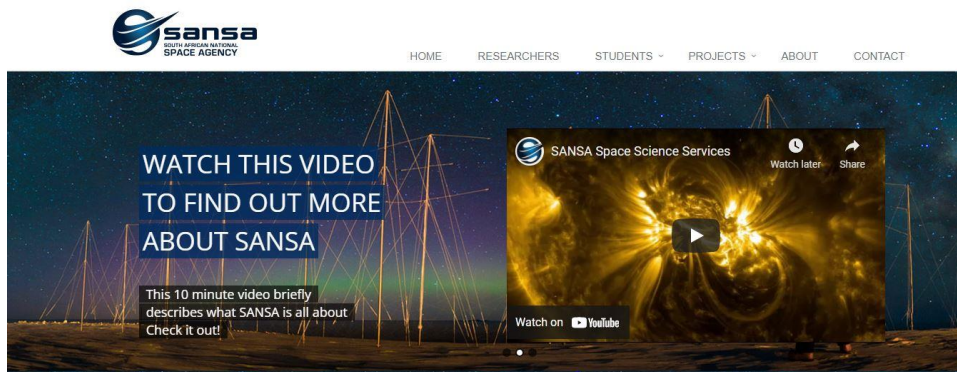 sansa
SOUTH AFRICAN NATIONAL
SPACE AGENCY
HOME RESEARCHERS STUDENTS PROJECTS ABOUT CONTACT
WATCH THIS VIDEO
TO FIND OUT MORE
ABOUT SANSA
This 10 minute video briefly
describes what SANSA is all about
Check it out!
SANSA Space Science Services
Watch later Share
Watch on YouTube